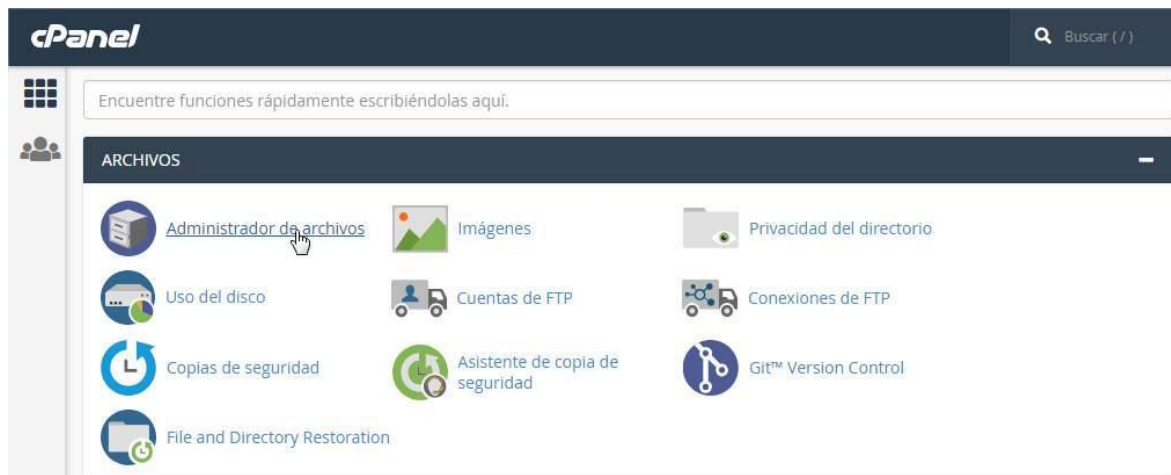 cPanel
Buscar ( / )
Encuentre funciones rápidamente escribiéndolas aquí.
ARCHIVOS
Administrador de archivos
Imágenes
Privacidad del directorio
Uso del disco
Cuentas de FTP
Conexiones de FTP
Copias de seguridad
Asistente de copia de
seguridad
Git™ Version Control
File and Directory Restoration